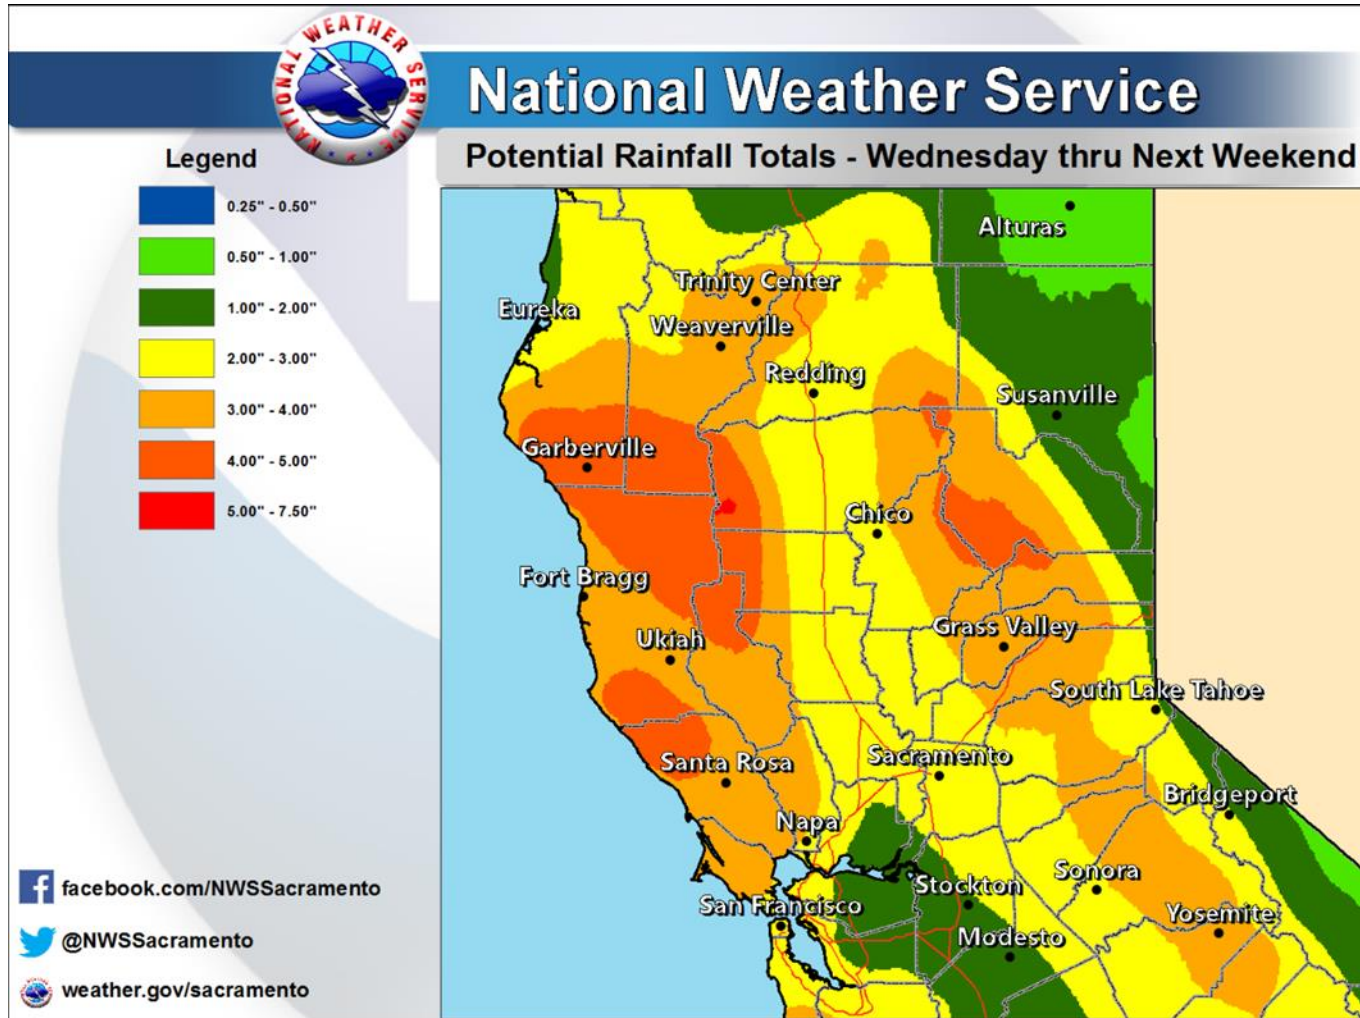 NATIONAL WEATHER SERVICE
National Weather Service
Potential Rainfall Totals - Wednesday thru Next Weekend
Legend
0.25" - 0.50"
0.50" - 1.00"
1.00" - 2.00"
2.00" - 3.00"
3.00" - 4.00"
4.00" - 5.00"
5.00" - 7.50"
Alturas
Trinity Center
Eureka
Weaverville
Redding
Susanville
Garberville
Chico
Fort Bragg
Grass Valley
Ukiah
South Lake Tahoe
Sacramento
Santa Rosa
Bridgeport
Napa
Sonora
Stockton
San Francisco
Yosemite
Modesto
facebook.com/NWSSacramento
@NWSSacramento
weather.gov/sacramento